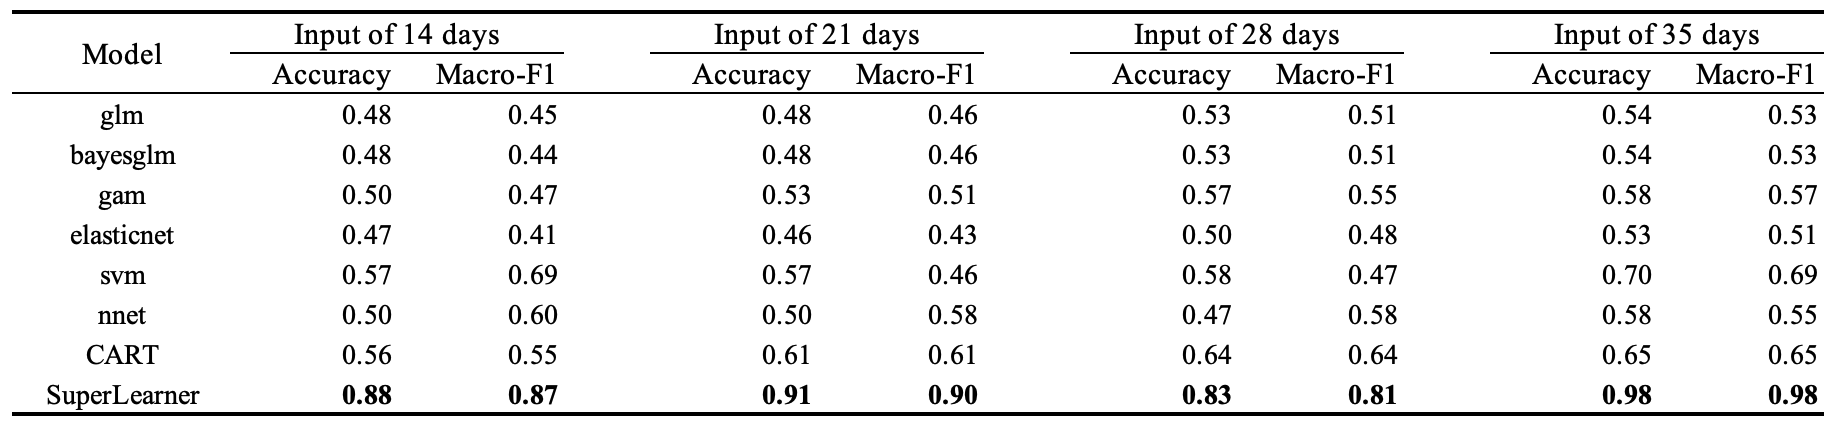 Model Input of 14 days Input of 21 days Input of 28 days Input of 35 days
Accuracy Macro-F1 Accuracy Macro-F1 Accuracy Macro-F1 Accuracy Macro-F1
glm 0.48 0.45 0.48 0.46 0.53 0.51 0.54 0.53
bayesglm 0.48 0.44 0.48 0.46 0.53 0.51 0.54 0.53
gam 0.50 0.47 0.53 0.51 0.57 0.55 0.58 0.57
elasticnet 0.47 0.41 0.46 0.43 0.50 0.48 0.53 0.51
svm 0.57 0.69 0.57 0.46 0.58 0.47 0.70 0.69
nnet 0.50 0.60 0.50 0.58 0.47 0.58 0.58 0.55
CART 0.56 0.55 0.61 0.61 0.64 0.64 0.65 0.65
SuperLearner 0.88 0.87 0.91 0.90 0.83 0.81 0.98 0.98